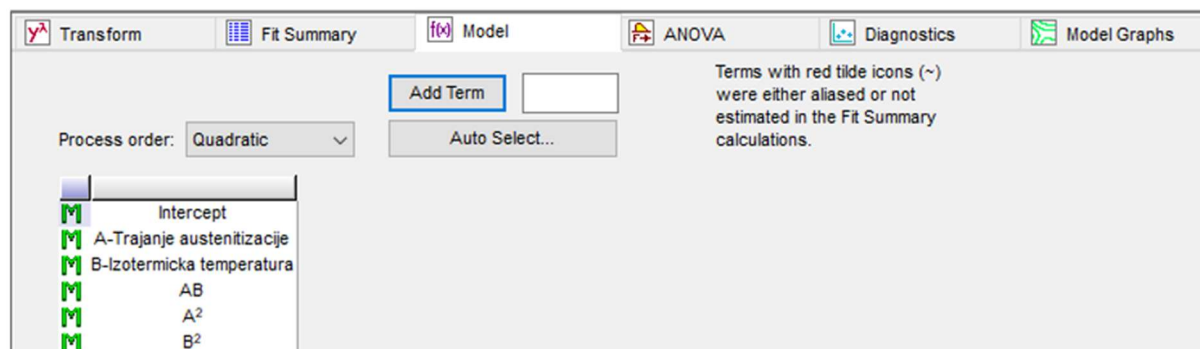 Transform
Fit Summary
f(x) Model
ANOVA
Diagnostics
Model Graphs
Add Term
Terms with red tilde icons (~)
were either aliased or not
estimated in the Fit Summary
calculations.
Process order: Quadratic
Auto Select...
Intercept
A-Trajanje austenitizacije
B-Izotermicka temperatura
AB
A²
B²